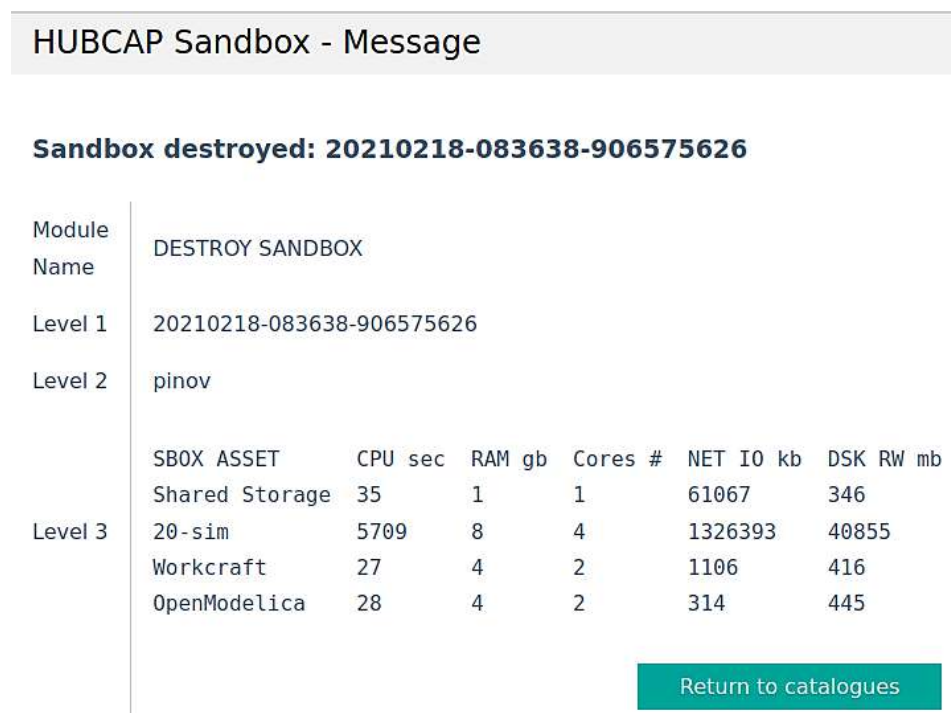 HUBCAP Sandbox - Message
Sandbox destroyed: 20210218-083638-906575626
Module
Name
DESTROY SANDBOX
Level 1 20210218-083638-906575626
Level 2 pinov
SBOX ASSET CPU sec RAM gb Cores # NET IO kb DSK RW mb
Shared Storage 35 1 1 61067 346
Level 3 20-sim 5709 8 4 1326393 40855
Workcraft 27 4 2 1106 416
OpenModelica 28 4 2 314 445
Return to catalogues